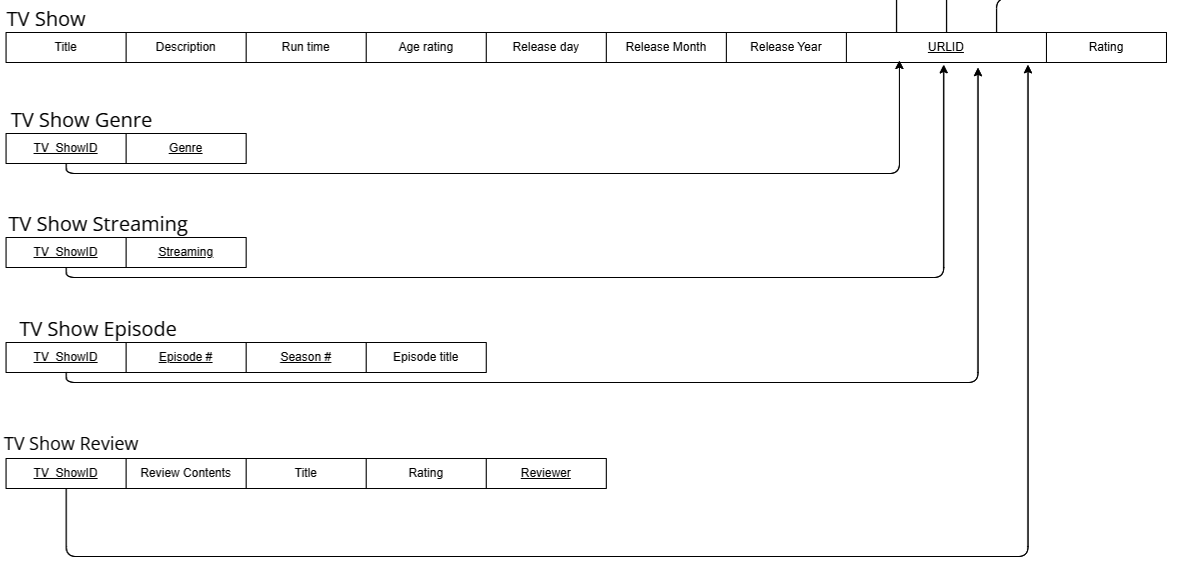 TV Show
Title Description Run time Age rating Release day Release Month Release Year URLID Rating
TV Show Genre
TV_ShowID Genre
TV Show Streaming
TV_ShowID Streaming
TV Show Episode
TV_ShowID Episode # Season # Episode title
TV Show Review
TV_ShowID Review Contents Title Rating Reviewer